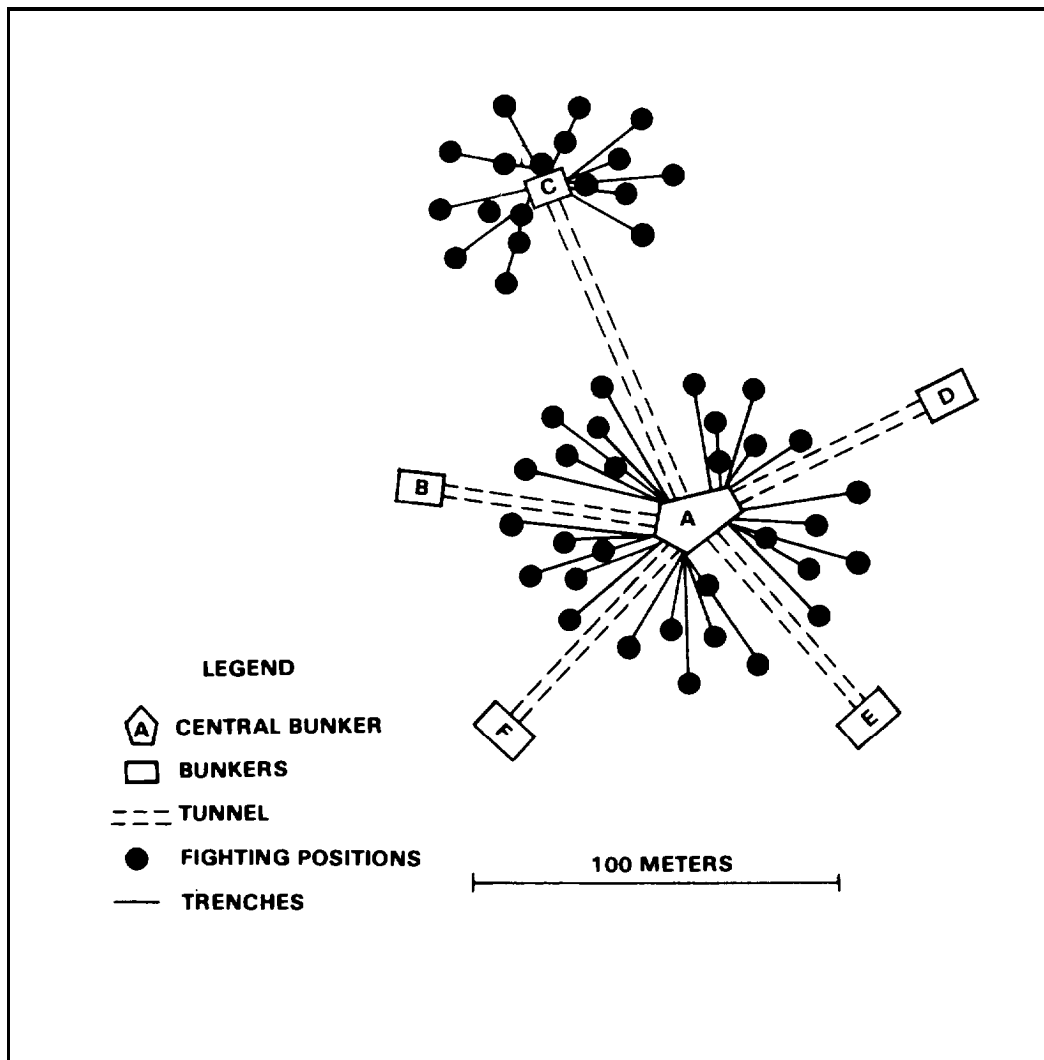 C
D
B
A
F
E
LEGEND
A CENTRAL BUNKER
BUNKERS
TUNNEL
FIGHTING POSITIONS
TRENCHES
100 METERS